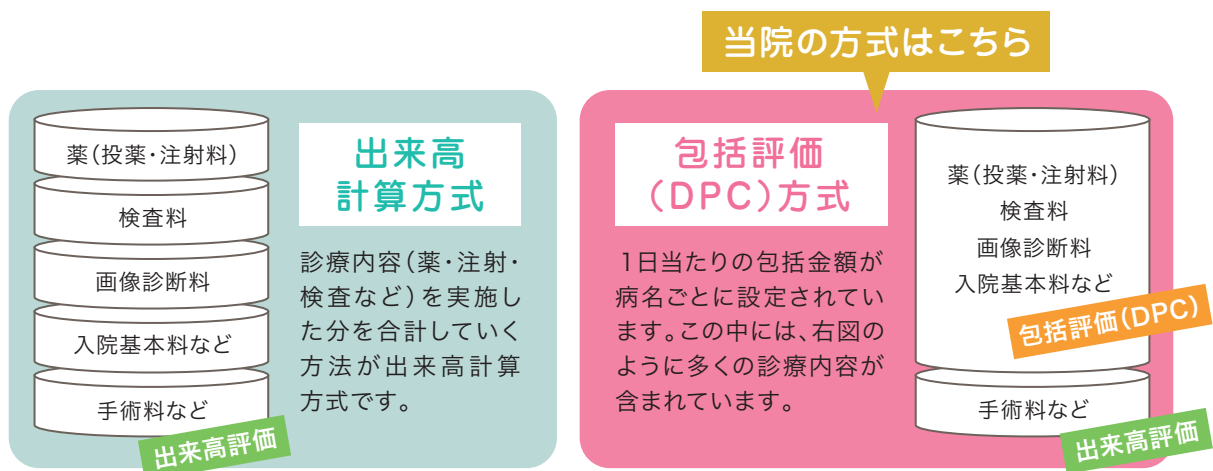 当院の方式はこちら
薬(投薬・注射料)
検査料
画像診断料
入院基本料など
手術料など
出来高評価
出来高
計算方式
診療内容(薬・注射・
検査など)を実施し
た分を合計していく
方法が出来高計算
方式です。
包括評価
(DPC)方式
1日当たりの包括金額が
病名ごとに設定されてい
ます。この中には、右図の
ように多くの診療内容が
含まれています。
薬(投薬・注射料)
検査料
画像診断料
入院基本料など
包括評価(DPC)
手術料など
出来高評価